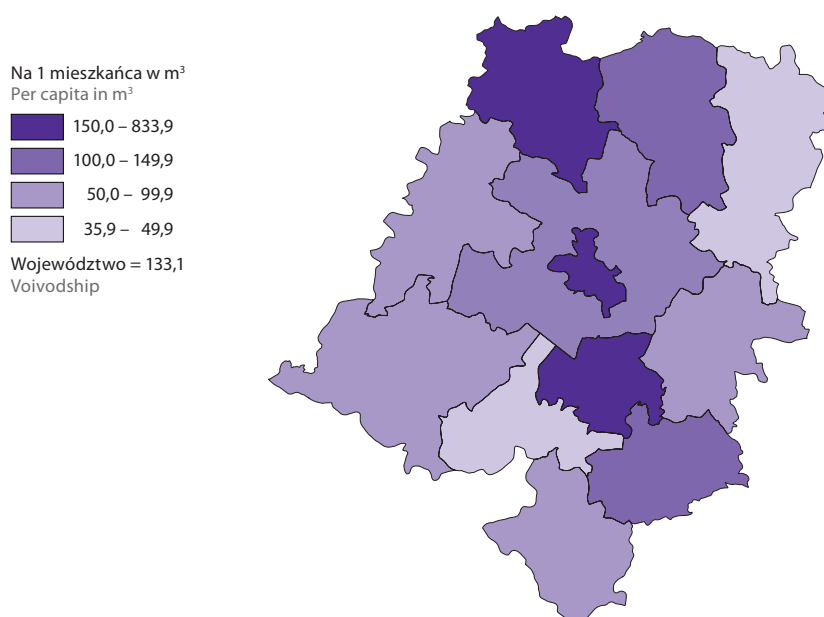 Na 1 mieszkańca w m³
Per capita in m³
150,0 – 833,9
100,0 – 149,9
50,0 – 99,9
35,9 – 49,9
Województwo = 133,1
Voivodship